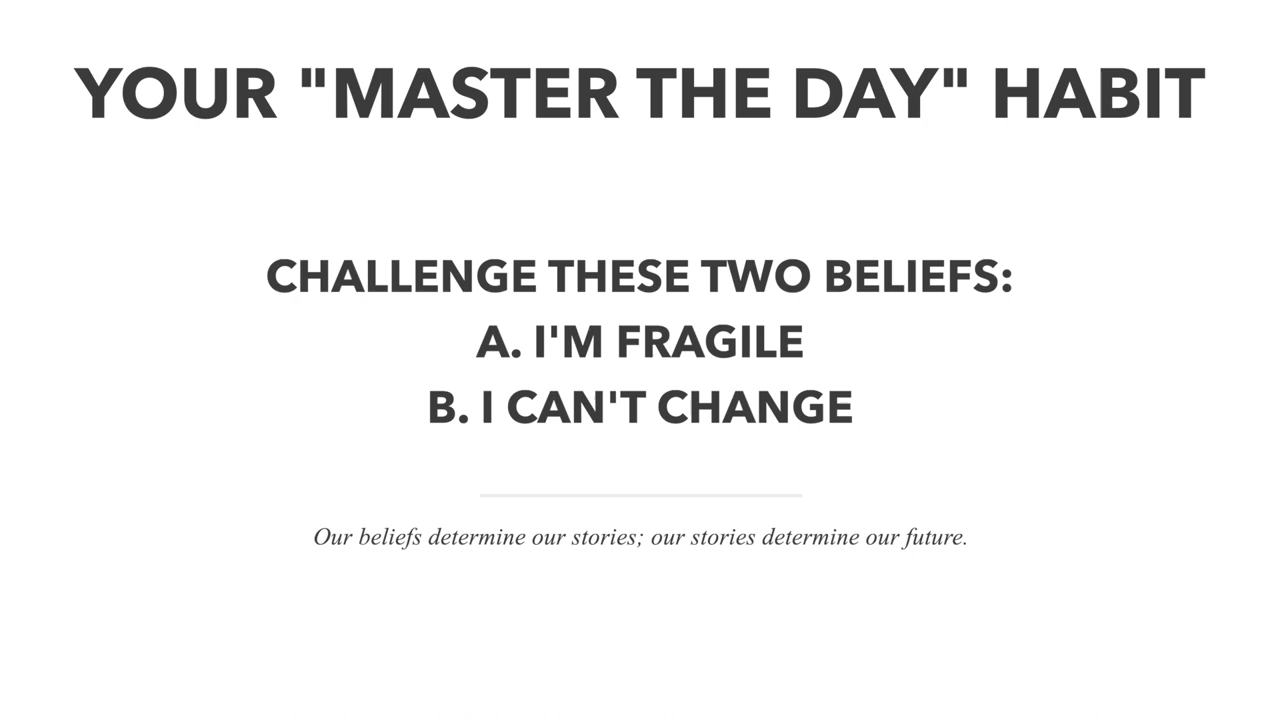 YOUR "MASTER THE DAY" HABIT
CHALLENGE THESE TWO BELIEFS:
A. I'M FRAGILE
B. I CAN'T CHANGE
Our beliefs determine our stories; our stories determine our future.